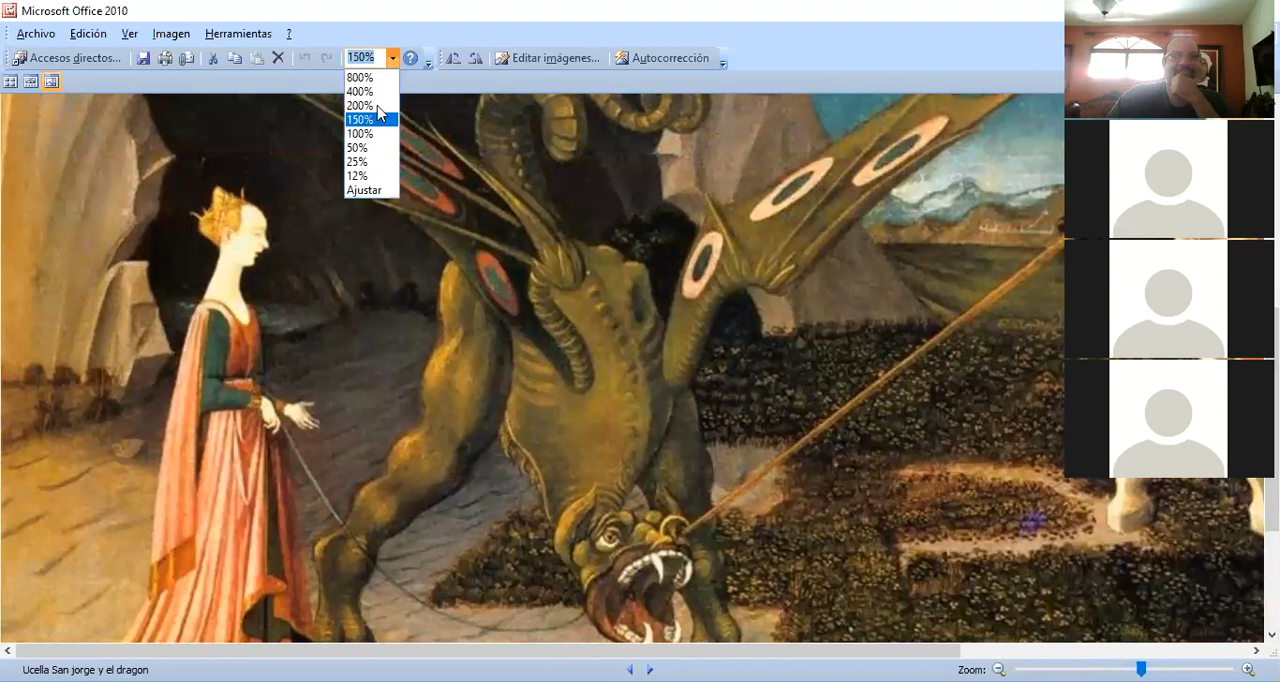 Microsoft Office 2010
Archivo Edición Ver Imagen Herramientas ?
Accesos directos... 150% Editar imágenes... Autocorrección
800%
400%
200%
150%
100%
50%
25%
12%
Ajustar
Ucella San jorge y el dragon Zoom: